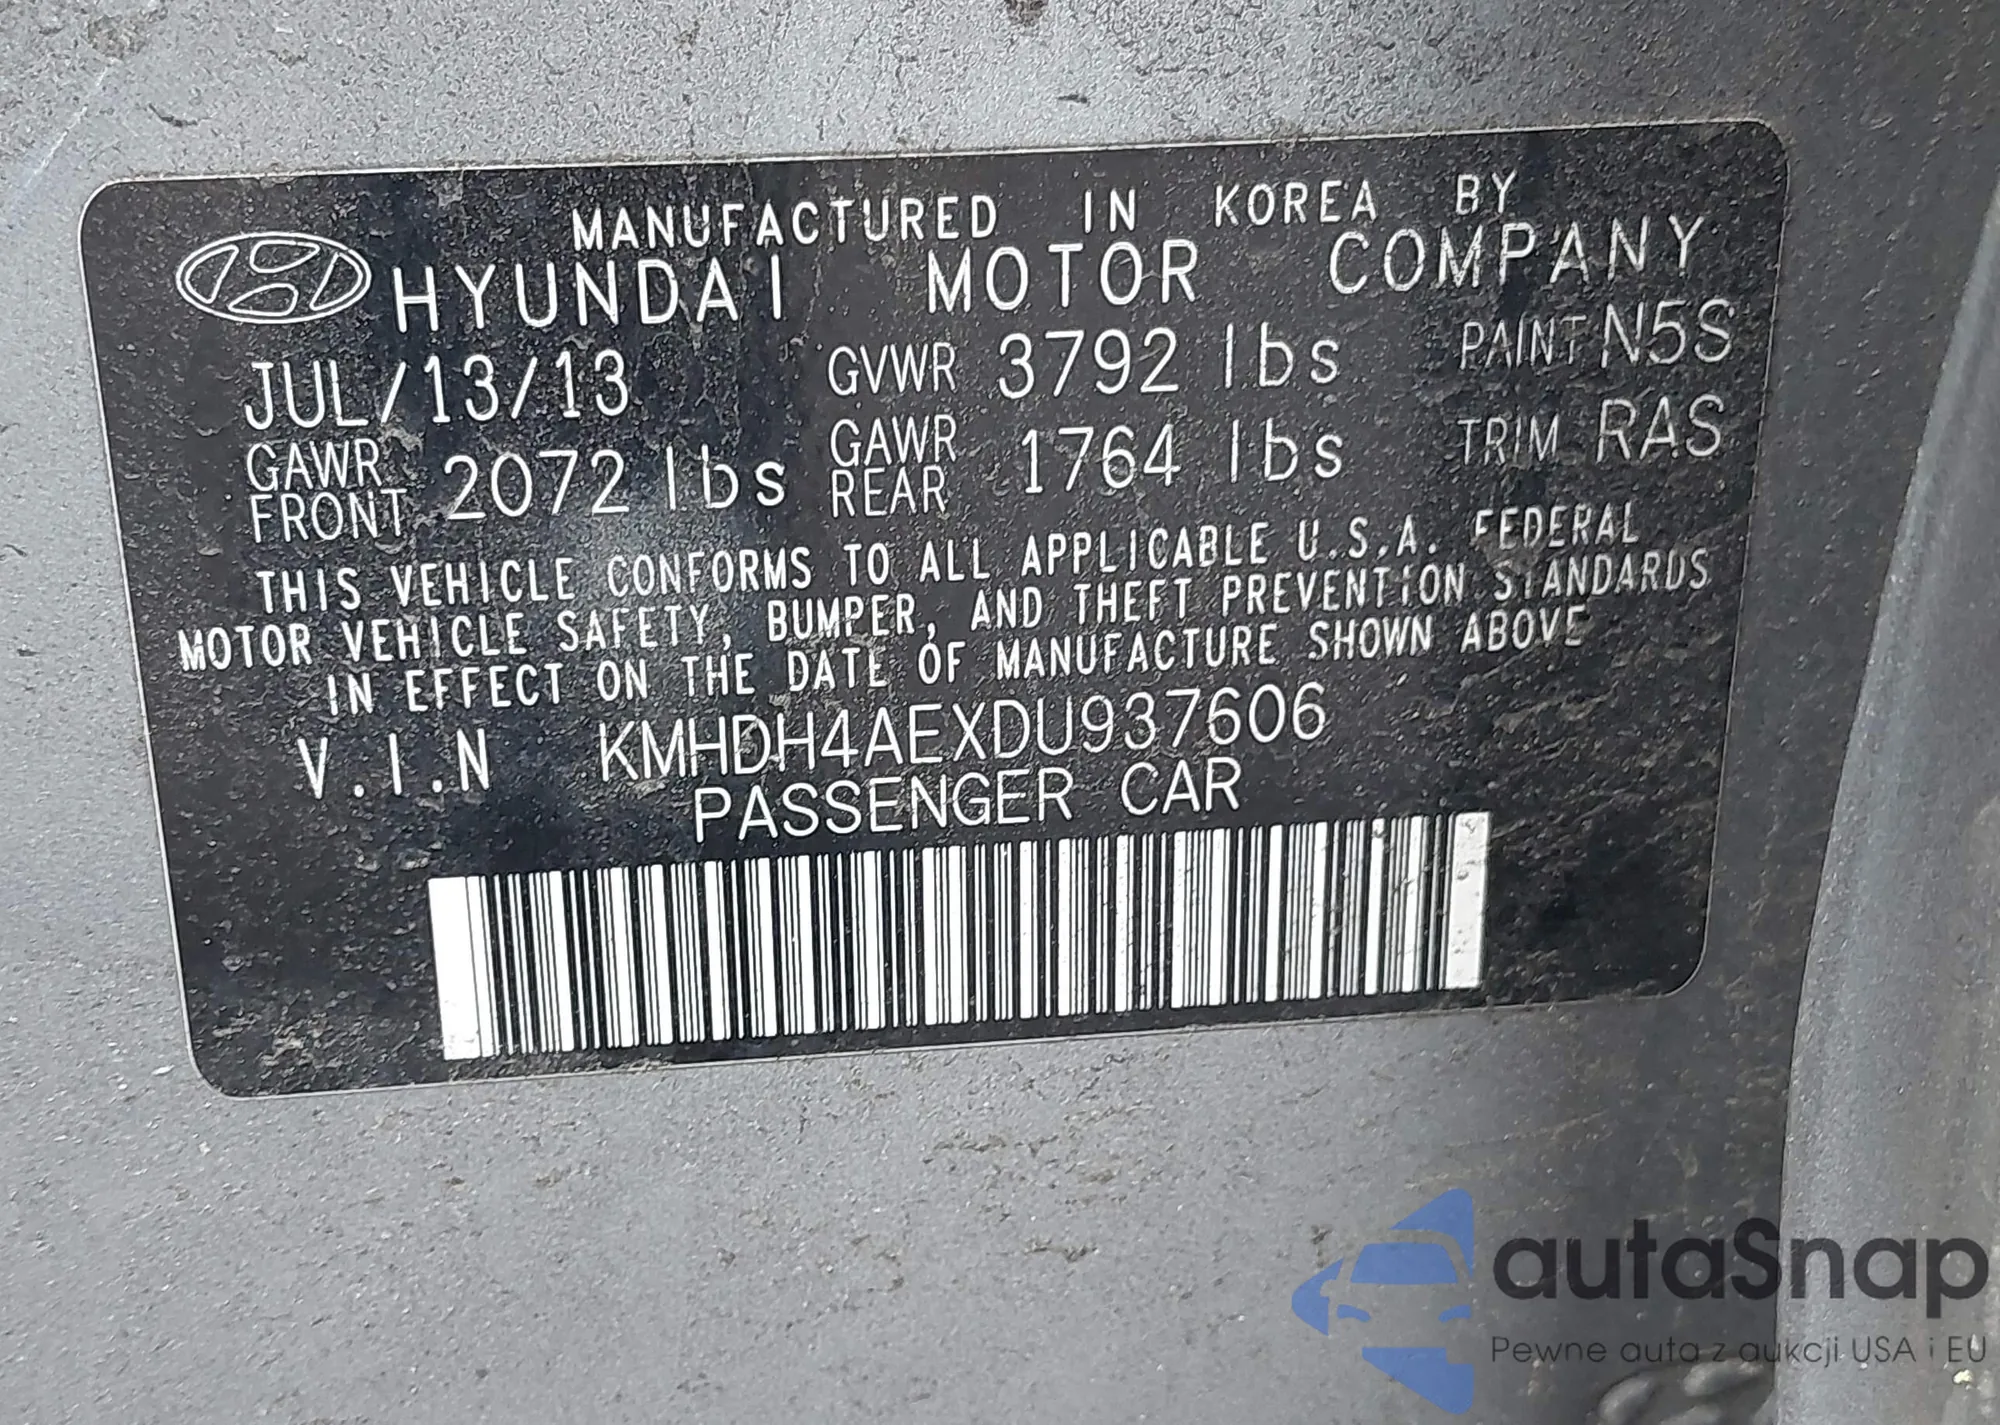 MANUFACTURED IN KOREA BY
HYUNDAI MOTOR COMPANY
JUL/13/13 GVWR 3792 lbs PAINT N5S
GAWR FRONT 2072 lbs GAWR REAR 1764 lbs TRIM RAS
THIS VEHICLE CONFORMS TO ALL APPLICABLE U.S.A. FEDERAL
MOTOR VEHICLE SAFETY, BUMPER, AND THEFT PREVENTION STANDARDS
IN EFFECT ON THE DATE OF MANUFACTURE SHOWN ABOVE
V.I.N KMHDH4AEXDU937606
PASSENGER CAR
autaSnap
Pewne auta z aukcji USA i EU